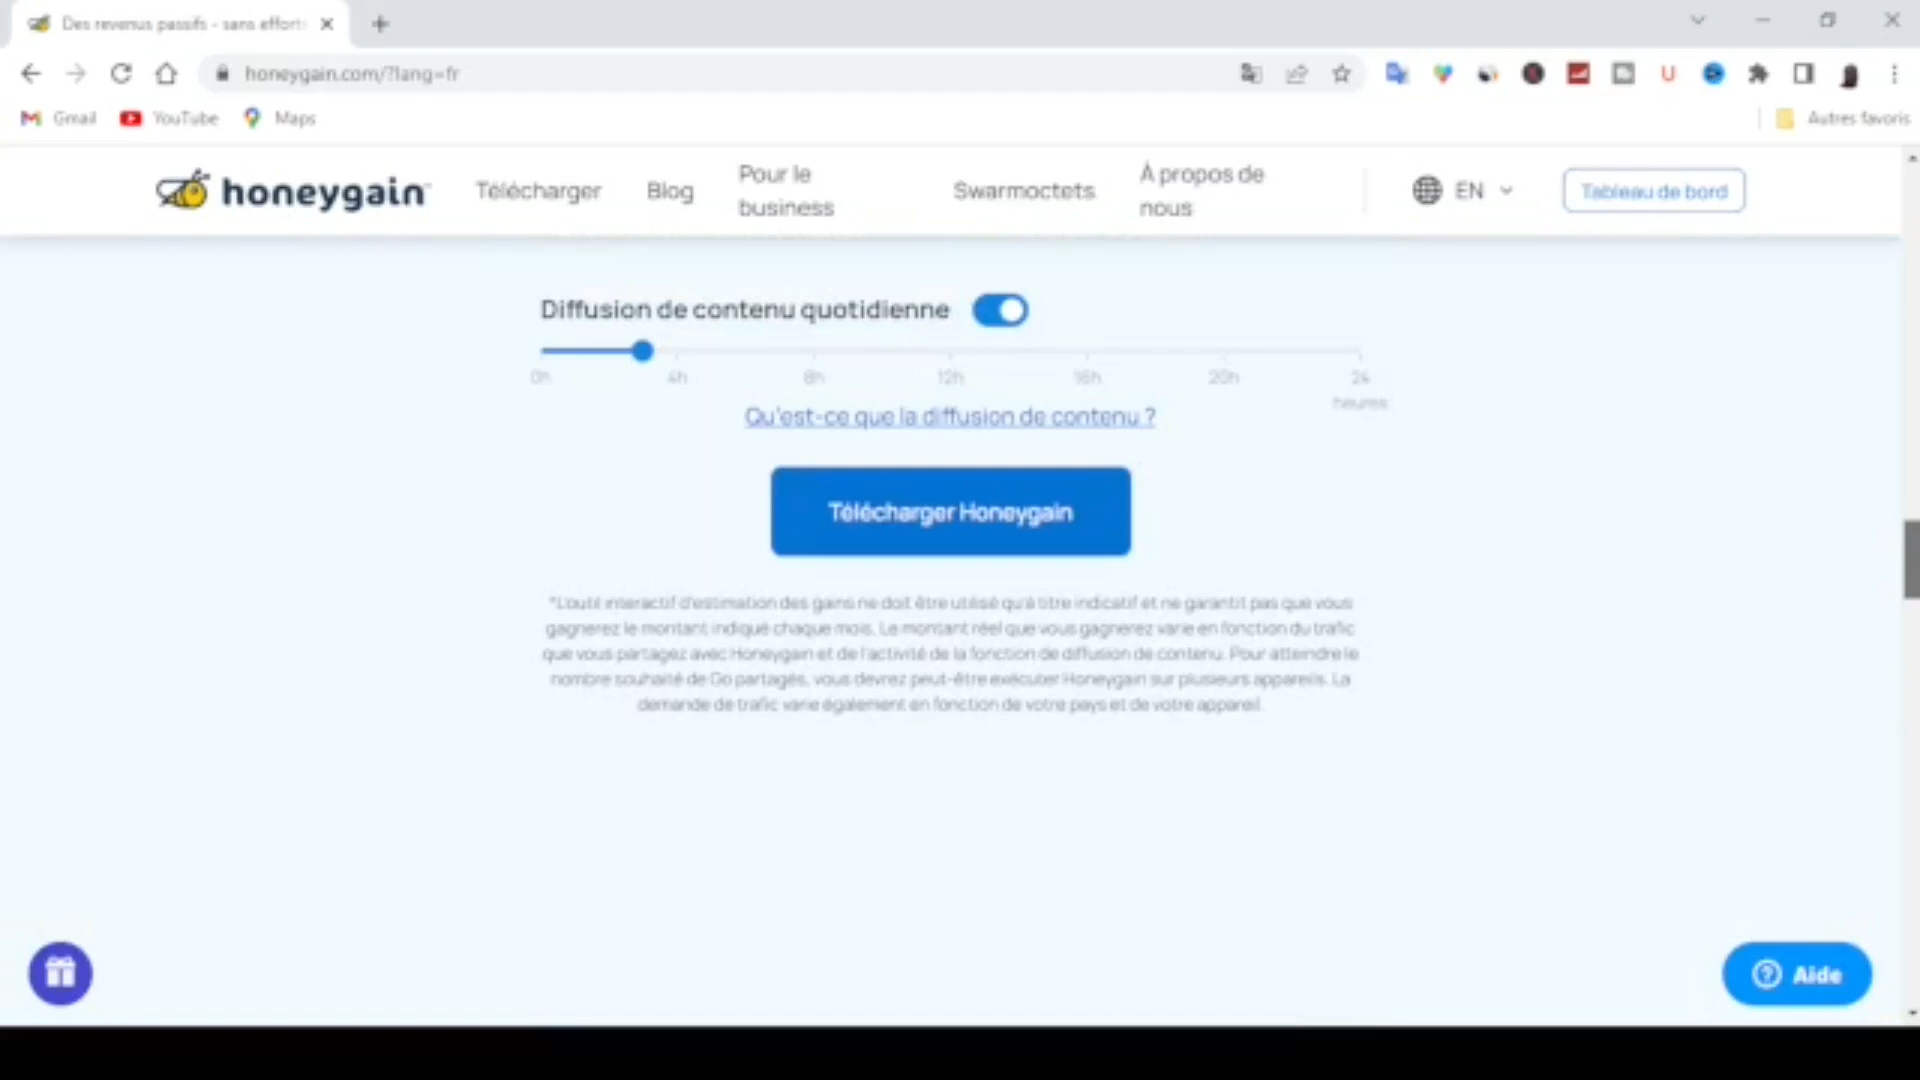 Des revenus passifs - sans effort
honeygain.com/?lang=fr
Gmail YouTube Maps Autres favoris
honeygain Télécharger Blog Pour le business Swarmoctets À propos de nous EN Tableau de bord
Diffusion de contenu quotidienne
0h 4h 8h 12h 16h 20h 24 heures
Qu'est-ce que la diffusion de contenu ?
Télécharger Honeygain
*L'outil interactif d'estimation des gains ne doit être utilisé qu'à titre indicatif et ne garantit pas que vous
gagnerez le montant indiqué chaque mois. Le montant réel que vous gagnerez varie en fonction du trafic
que vous partagez avec Honeygain et de l'activité de la fonction de diffusion de contenu. Pour atteindre le
nombre souhaité de Go partagés, vous devrez peut-être exécuter Honeygain sur plusieurs appareils. La
demande de trafic varie également en fonction de votre pays et de votre appareil.
Aide